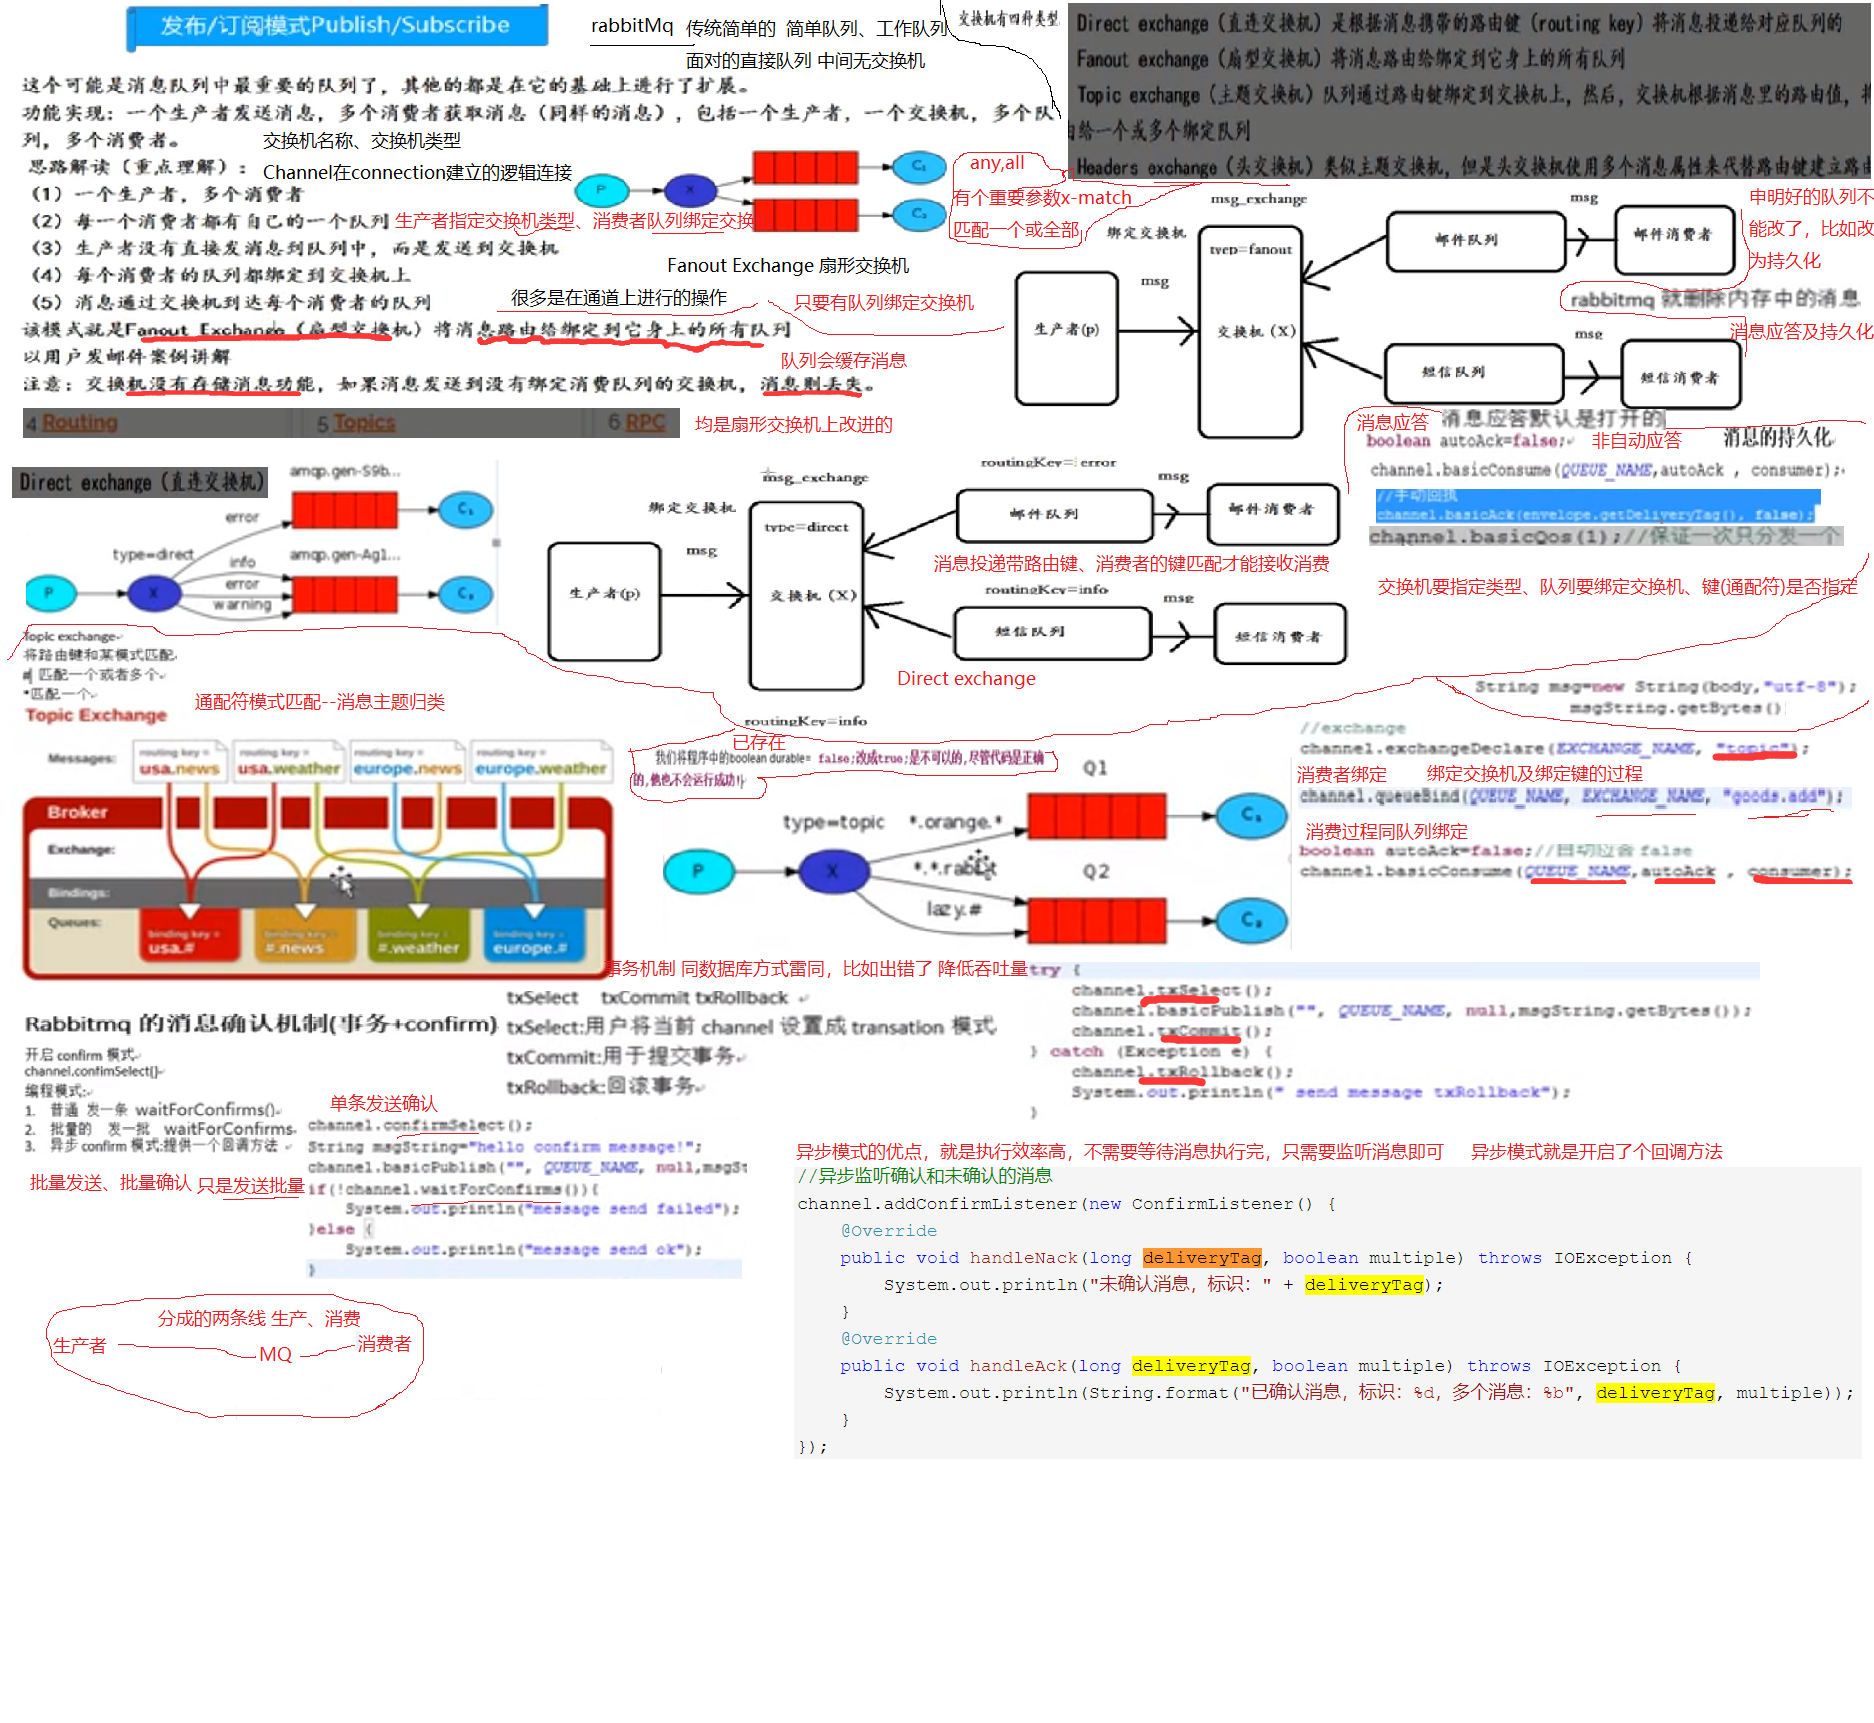 发布/订阅模式Publish/Subscribe
rabbitMq 传统简单的 简单队列、工作队列
面对的直接队列 中间无交换机
交换机有四种类型
Direct exchange（直连交换机）是根据消息携带的路由键（routing key）将消息投递给对应队列的
Fanout exchange（扇型交换机）将消息路由给绑定到它身上的所有队列
Topic exchange（主题交换机）队列通过路由键绑定到交换机上，然后，交换机根据消息里的路由值，将
由给一个或多个绑定队列
Headers exchange（头交换机）类似主题交换机，但是头交换机使用多个消息属性来代替路由键建立路由
这个可能是消息队列中最重要的队列了，其他的都是在它的基础上进行了扩展。
功能实现：一个生产者发送消息，多个消费者获取消息（同样的消息），包括一个生产者，一个交换机，多个队
列，多个消费者。
交换机名称、交换机类型
思路解读（重点理解）：
Channel在connection建立的逻辑连接
（1）一个生产者，多个消费者
（2）每一个消费者都有自己的一个队列
生产者指定交换机类型、消费者队列绑定交换
（3）生产者没有直接发消息到队列中，而是发送到交换机
（4）每个消费者的队列都绑定到交换机上
（5）消息通过交换机到达每个消费者的队列
该模式就是Fanout Exchange（扇型交换机）将消息路由给绑定到它身上的所有队列
以用户发邮件案例讲解
注意：交换机没有存储消息功能，如果消息发送到没有绑定消费队列的交换机，消息则丢失。
P
X
C₁
C₂
any,all
有个重要参数x-match
匹配一个或全部
Fanout Exchange 扇形交换机
很多是在通道上进行的操作
只要有队列绑定交换机
队列会缓存消息
msg_exchange
绑定交换机
tyep=fanout
msg
生产者(p)
交换机（X）
邮件队列
msg
邮件消费者
短信队列
msg
短信消费者
申明好的队列不
能改了，比如改
为持久化
rabbitmq 就删除内存中的消息
消息应答及持久化
4 Routing
5 Topics
6 RPC
均是扇形交换机上改进的
消息应答 消息应答默认是打开的
boolean autoAck=false; 非自动应答 消息的持久化
channel.basicConsume(QUEUE_NAME,autoAck , consumer);
//手动回执
channel.basicAck(envelope.getDeliveryTag(), false);
channel.basicQos(1);//保证一次只分发一个
交换机要指定类型、队列要绑定交换机、键(通配符)是否指定
Direct exchange（直连交换机）
amqp.gen-S9b...
error
type=direct
amqp.gen-Ag1...
info
error
warning
P
X
C₁
C₂
msg_exchange
绑定交换机
type=direct
msg
生产者(p)
交换机（X）
routingKey=error
邮件队列
msg
邮件消费者
消息投递带路由键、消费者的键匹配才能接收消费
routingKey=info
短信队列
msg
短信消费者
Direct exchange
routingKey=info
Topic exchange
将路由键和某模式匹配
# 匹配一个或者多个
*匹配一个
通配符模式匹配--消息主题归类
Topic Exchange
Messages:
routing key =
usa.news
routing key =
usa.weather
routing key =
europe.news
routing key =
europe.weather
Broker
Exchange:
Bindings:
Queues:
binding key =
usa.#
binding key =
#.news
binding key =
#.weather
binding key =
europe.#
已存在
我们将程序中的boolean durable= false;改成true;是不可以的,尽管代码是正确
的,他也不会运行成功!
type=topic
*.orange.*
*.*.rabbit
lazy.#
Q1
Q2
P
X
C₁
C₂
String msg=new String(body,"utf-8");
msgString.getBytes()
//exchange
channel.exchangeDeclare(EXCHANGE_NAME, "topic");
消费者绑定 绑定交换机及绑定键的过程
channel.queueBind(QUEUE_NAME, EXCHANGE_NAME, "goods.add");
消费过程同队列绑定
boolean autoAck=false;//自动应答 false
channel.basicConsume(QUEUE_NAME,autoAck , consumer);
事务机制 同数据库方式雷同，比如出错了 降低吞吐量
txSelect txCommit txRollback
txSelect:用户将当前 channel 设置成 transation 模式
txCommit:用于提交事务
txRollback:回滚事务
try {
channel.txSelect();
channel.basicPublish("", QUEUE_NAME, null,msgString.getBytes());
channel.txCommit();
} catch (Exception e) {
channel.txRollback();
System.out.println(" send message txRollback");
}
Rabbitmq 的消息确认机制(事务+confirm)
开启 confirm 模式
channel.confimSelect()
编程模式:
1. 普通 发一条 waitForConfirms()
2. 批量的 发一批 waitForConfirms
3. 异步 confirm 模式:提供一个回调方法
批量发送、批量确认 只是发送批量
单条发送确认
channel.confirmSelect();
String msgString="hello confirm message!";
channel.basicPublish("", QUEUE_NAME, null,msgSt
if(!channel.waitForConfirms()){
System.out.println("message send failed");
}else {
System.out.println("message send ok");
}
异步模式的优点，就是执行效率高，不需要等待消息执行完，只需要监听消息即可 异步模式就是开启了个回调方法
//异步监听确认和未确认的消息
channel.addConfirmListener(new ConfirmListener() {
@Override
public void handleNack(long deliveryTag, boolean multiple) throws IOException {
System.out.println("未确认消息，标识：" + deliveryTag);
}
@Override
public void handleAck(long deliveryTag, boolean multiple) throws IOException {
System.out.println(String.format("已确认消息，标识：%d，多个消息：%b", deliveryTag, multiple));
}
});
分成的两条线 生产、消费
生产者
MQ
消费者